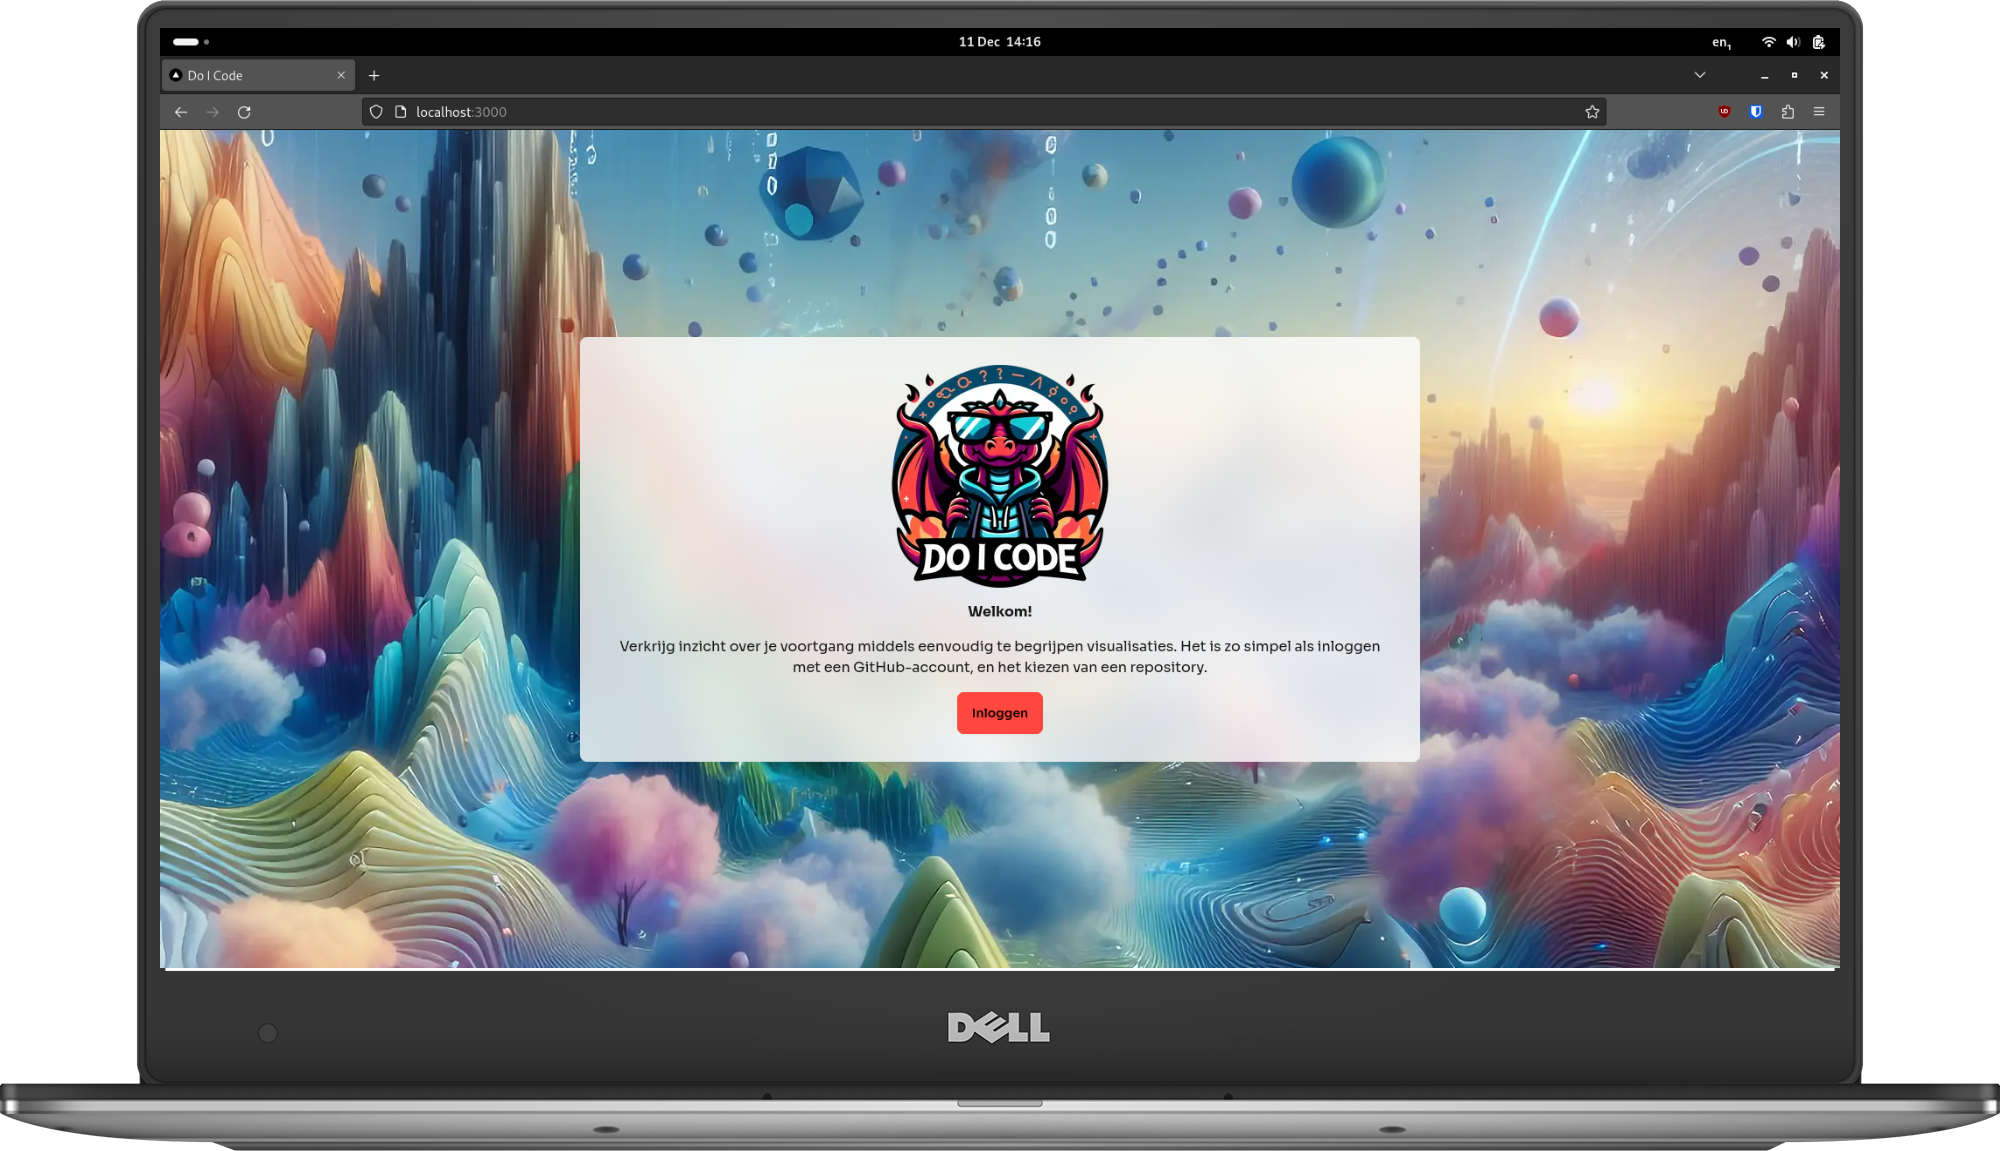 11 Dec 14:16
en₁
Do I Code
localhost:3000
DO I CODE
Welkom!
Verkrijg inzicht over je voortgang middels eenvoudig te begrijpen visualisaties. Het is zo simpel als inloggen
met een GitHub-account, en het kiezen van een repository.
Inloggen
DELL